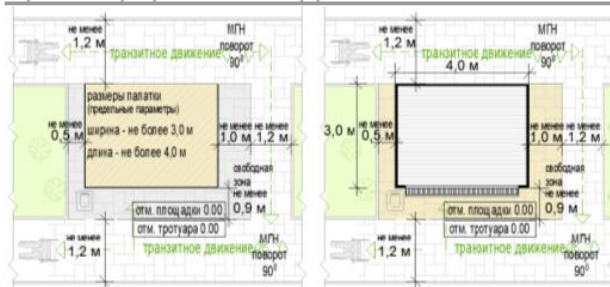 не менее
1,2 м
МГН
поворот
90⁰
транзитное движение
размеры палатки
(предельные параметры)
ширина - не более 3,0 м
длина - не более 4,0 м
не менее
0,5 м
не менее
1,0 м
не менее
1,2 м
свободная
зона
не менее
0,9 м
отм. площадки 0.00
отм. тротуара 0.00
не менее
1,2 м
транзитное движение
МГН
поворот
90⁰
не менее
1,2 м
МГН
поворот
90⁰
транзитное движение
4,0 м
3,0 м
не менее
0,5 м
не менее
1,0 м
не менее
1,2 м
свободная
зона
не менее
0,9 м
отм. площадки 0.00
отм. тротуара 0.00
не менее
1,2 м
транзитное движение
МГН
поворот
90⁰